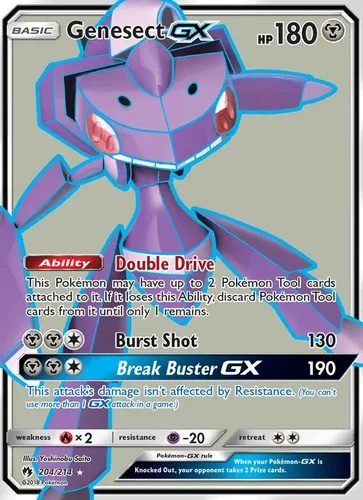 BASIC Genesect GX HP 180
Ability Double Drive
This Pokémon may have up to 2 Pokémon Tool cards
attached to it. If it loses this Ability, discard Pokémon Tool
cards from it until only 1 remains.
Burst Shot 130
Break Buster GX 190
This attack's damage isn't affected by Resistance. (You can't
use more than 1 GX attack in a game.)
weakness ×2 resistance -20 retreat
Illus. Yoshinobu Saito
204/214
©2018 Pokémon
Pokémon-GX rule
When your Pokémon-GX is
Knocked Out, your opponent takes 2 Prize cards.